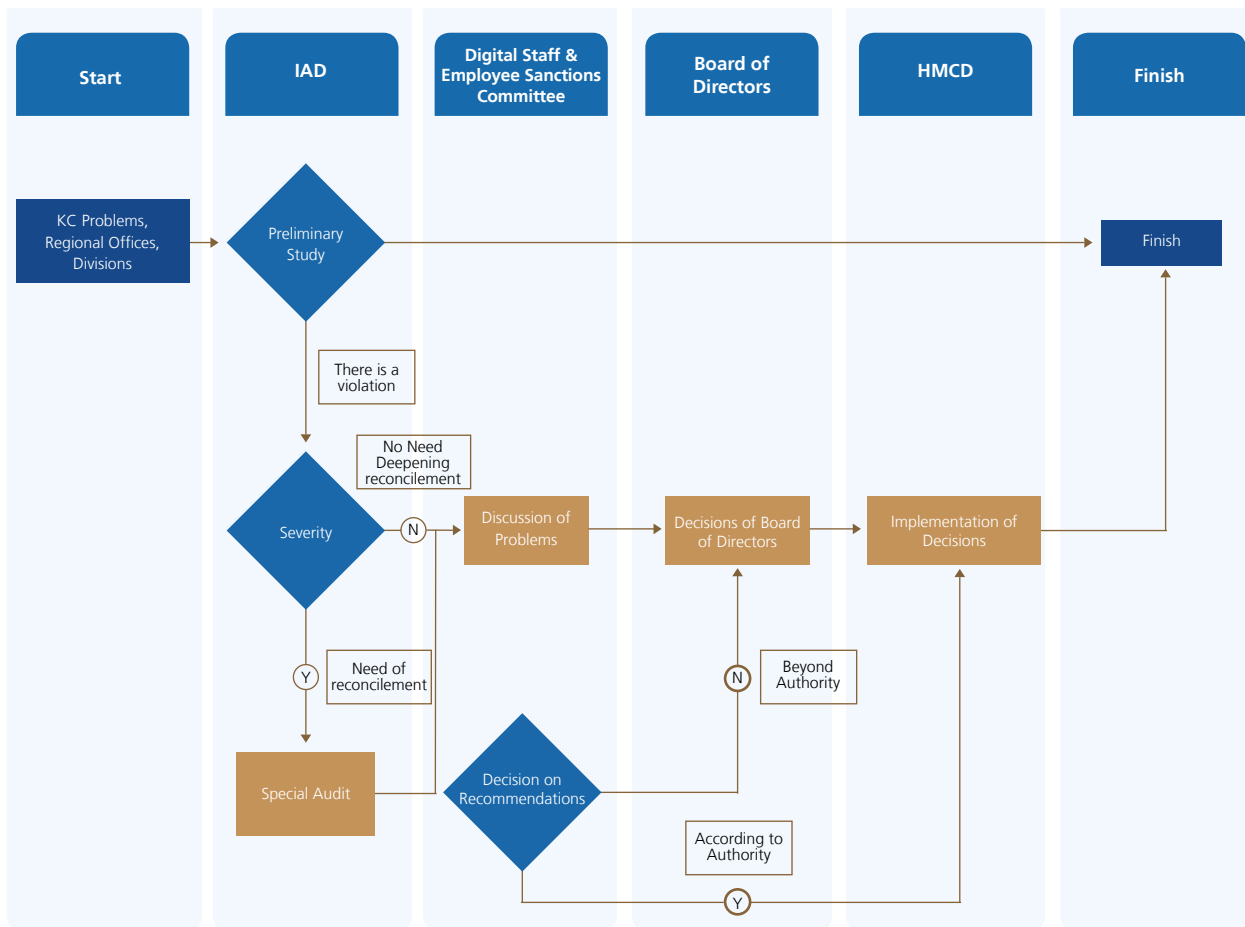 Start
IAD
Digital Staff &
Employee Sanctions
Committee
Board of
Directors
HMCD
Finish
KC Problems,
Regional Offices,
Divisions
Preliminary
Study
Finish
There is a
violation
No Need
Deepening
reconcilement
Severity
N
Discussion of
Problems
Decisions of Board
of Directors
Implementation of
Decisions
Y
Need of
reconcilement
N
Beyond
Authority
Special Audit
Decision on
Recommendations
According to
Authority
Y